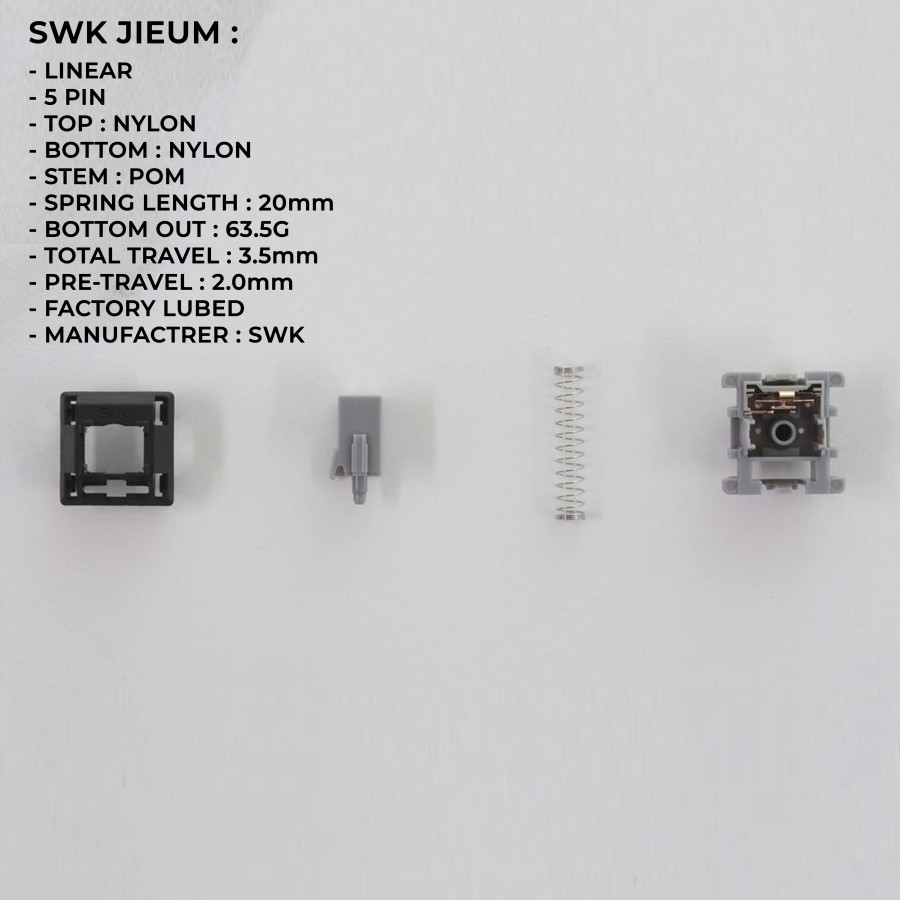 SWK JIEUM :
- LINEAR
- 5 PIN
- TOP : NYLON
- BOTTOM : NYLON
- STEM : POM
- SPRING LENGTH : 20mm
- BOTTOM OUT : 63.5G
- TOTAL TRAVEL : 3.5mm
- PRE-TRAVEL : 2.0mm
- FACTORY LUBED
- MANUFACTRER : SWK
SWK